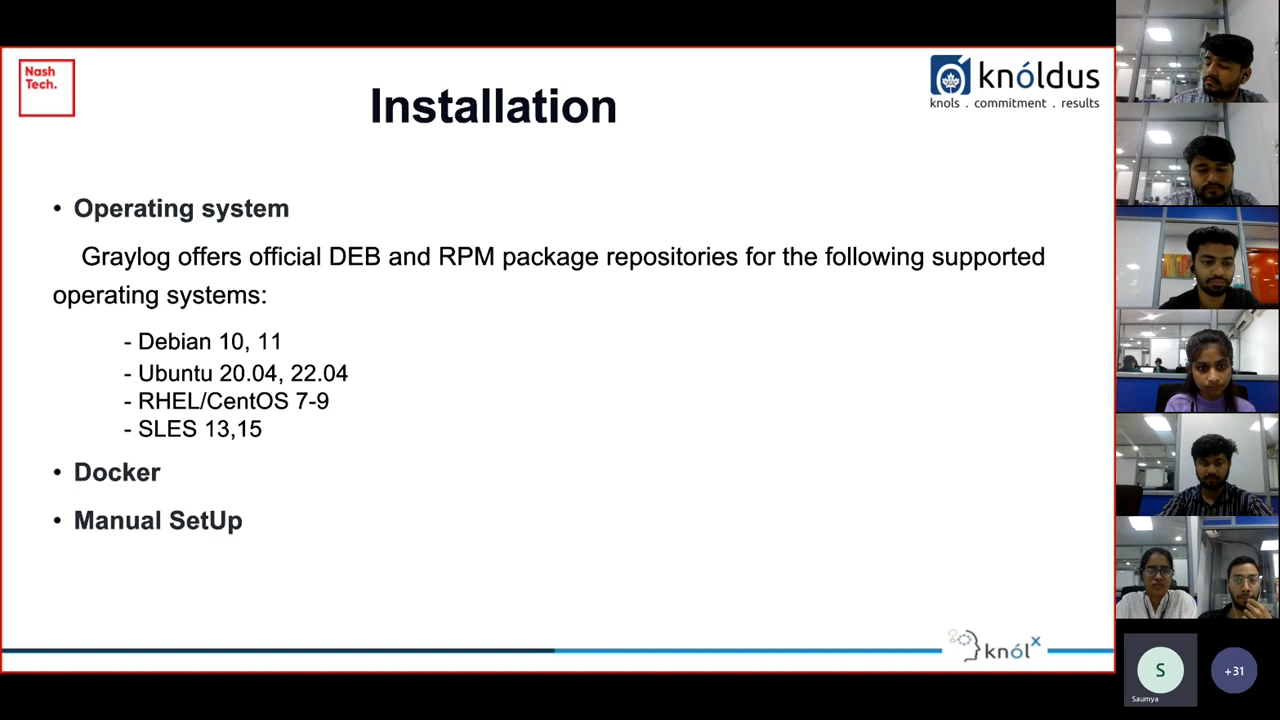 Nash
Tech.
knóldus
knols . commitment . results
Installation
• Operating system
Graylog offers official DEB and RPM package repositories for the following supported
operating systems:
- Debian 10, 11
- Ubuntu 20.04, 22.04
- RHEL/CentOS 7-9
- SLES 13,15
• Docker
• Manual SetUp
knólx
S
Saumya
+31